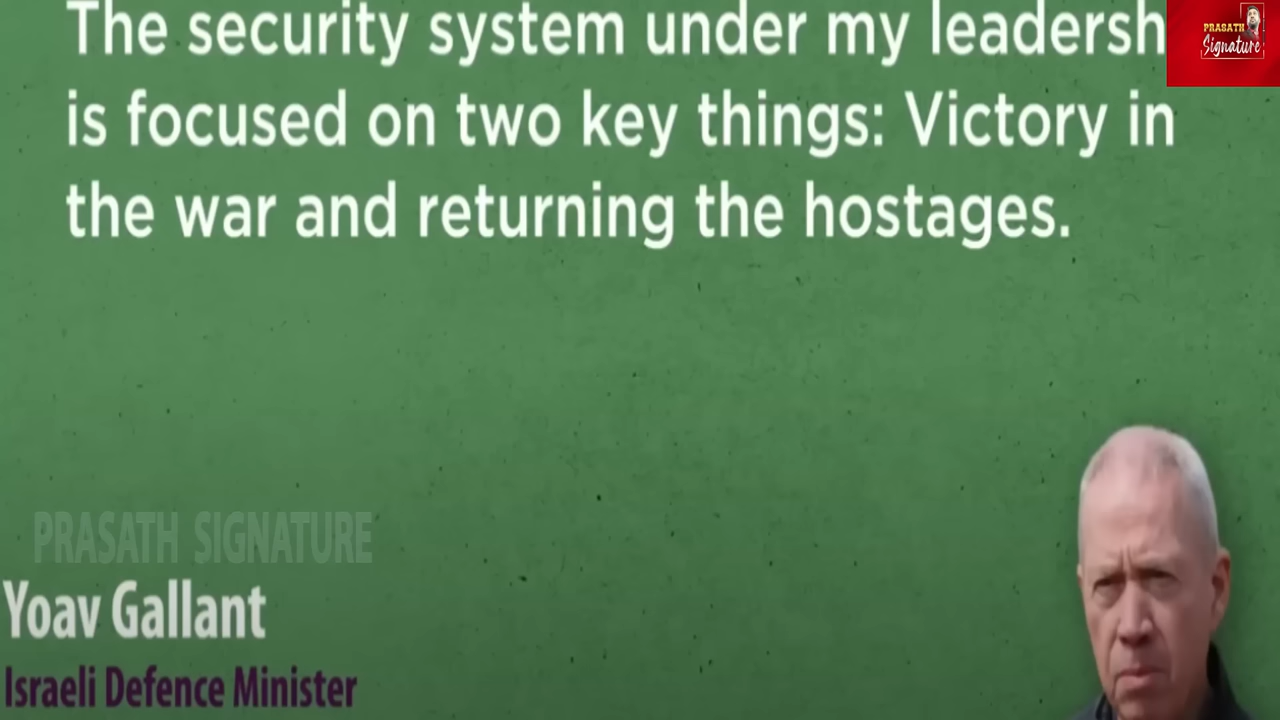 The security system under my leadersh
is focused on two key things: Victory in
the war and returning the hostages.
PRASATH
Signature
PRASATH SIGNATURE
Yoav Gallant
Israeli Defence Minister